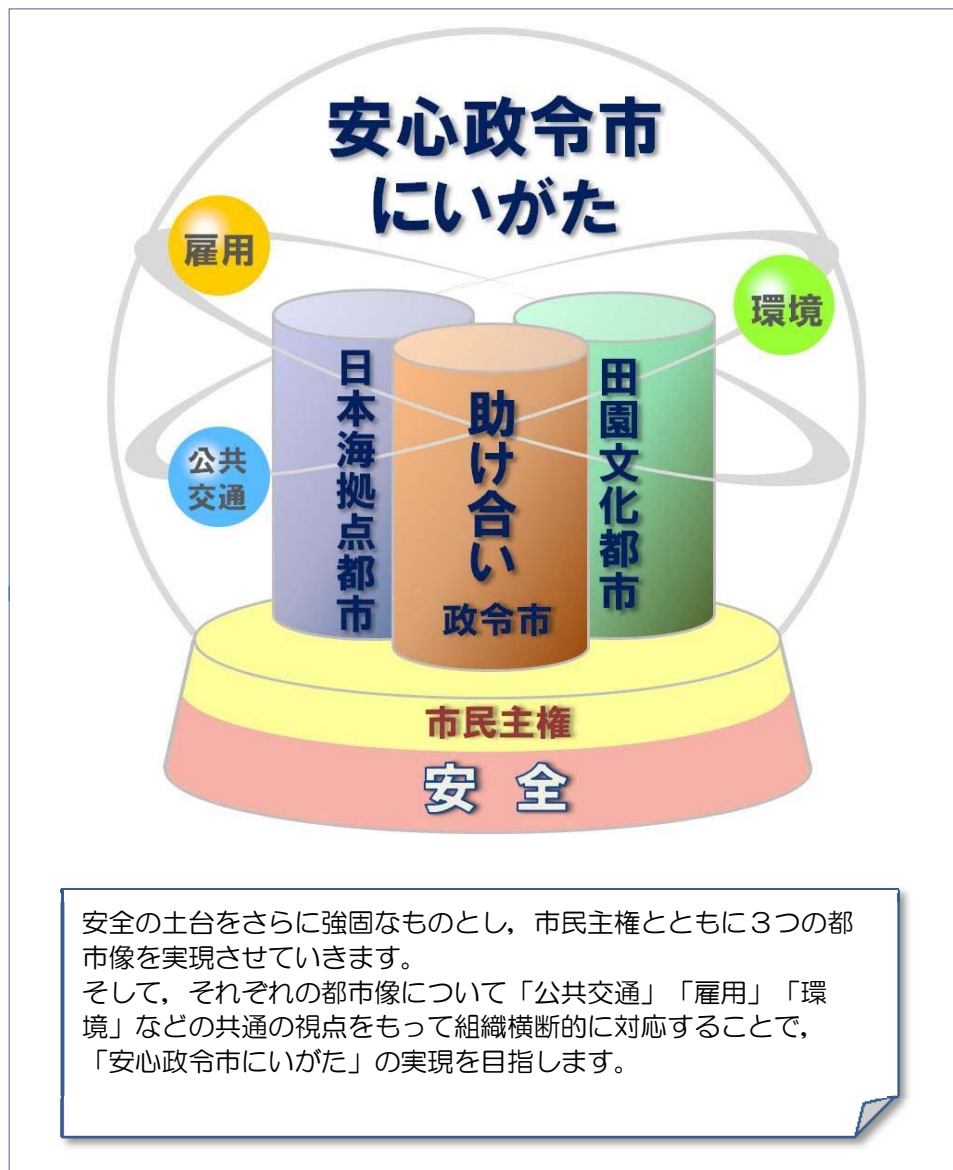 安心政令市
にいがた
雇用
環境
公共
交通
日本海拠点都市
助け合い
政令市
田園文化都市
市民主権
安全
安全の土台をさらに強固なものとし，市民主権とともに３つの都
市像を実現させていきます。
そして，それぞれの都市像について「公共交通」「雇用」「環
境」などの共通の視点をもって組織横断的に対応することで，
「安心政令市にいがた」の実現を目指します。